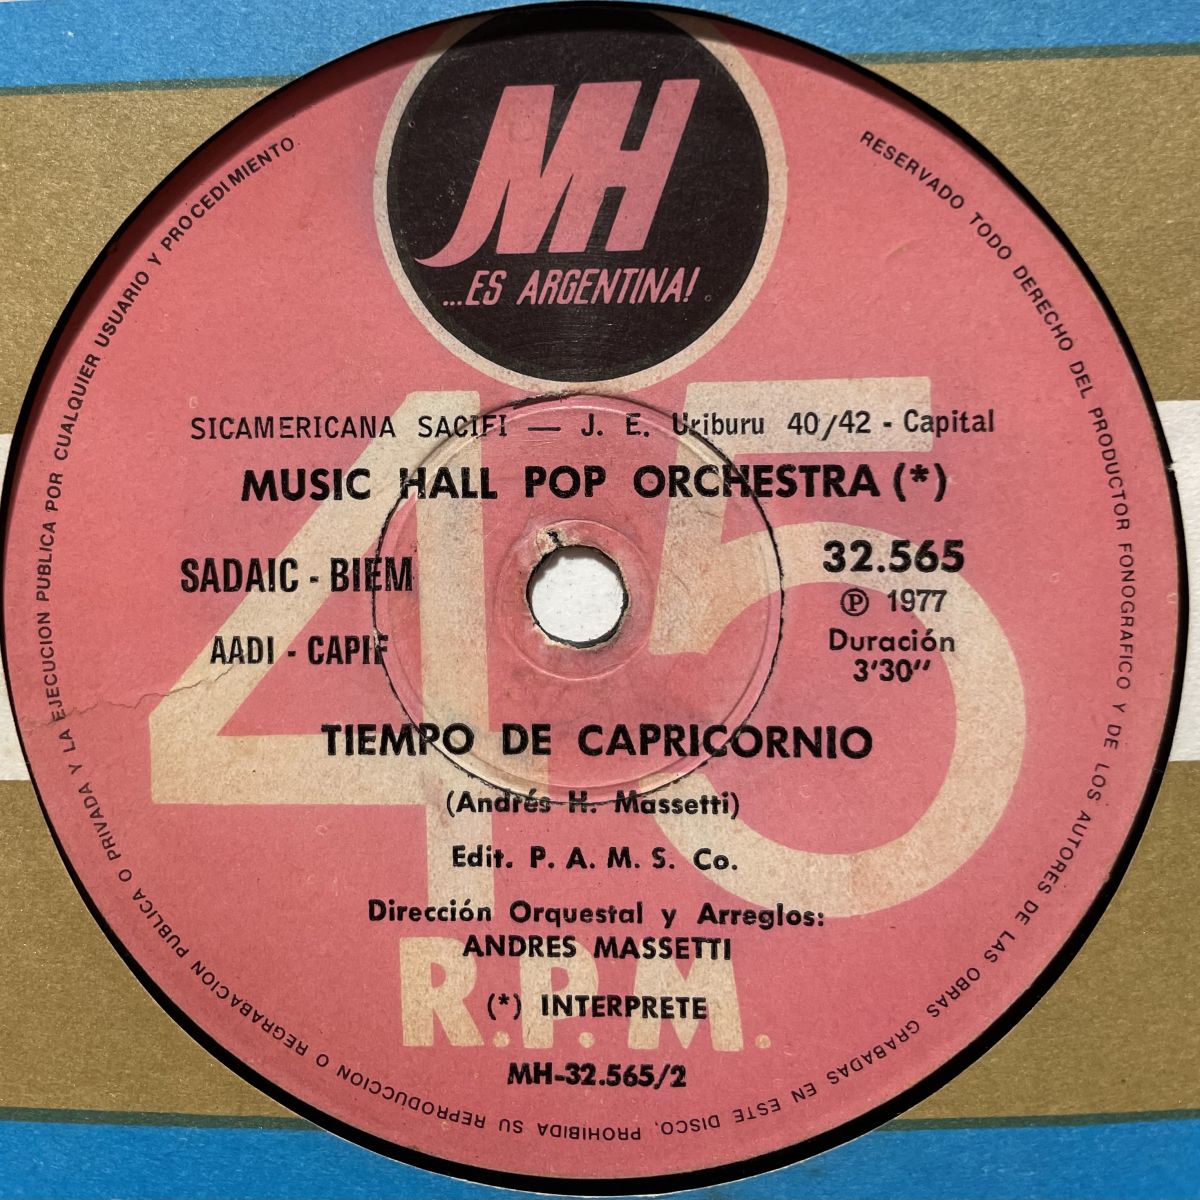 MH
...ES ARGENTINA!
SICAMERICANA SACIFI — J. E. Uriburu 40/42 - Capital
MUSIC HALL POP ORCHESTRA (*)
SADAIC - BIEM
AADI - CAPIF
32.565
Ⓟ 1977
Duración
3'30"
TIEMPO DE CAPRICORNIO
(Andrés H. Massetti)
Edit. P. A. M. S. Co.
Dirección Orquestal y Arreglos:
ANDRES MASSETTI
(*) INTERPRETE
MH-32.565/2
45
R.P.M.
RESERVADO TODO DERECHO DEL PRODUCTOR FONOGRAFICO Y DE LOS AUTORES DE LAS OBRAS GRABADAS EN ESTE DISCO, PROHIBIDA SU REPRODUCCION O REGRABACION PUBLICA O PRIVADA Y LA EJECUCION PUBLICA POR CUALQUIER USUARIO Y PROCEDIMIENTO